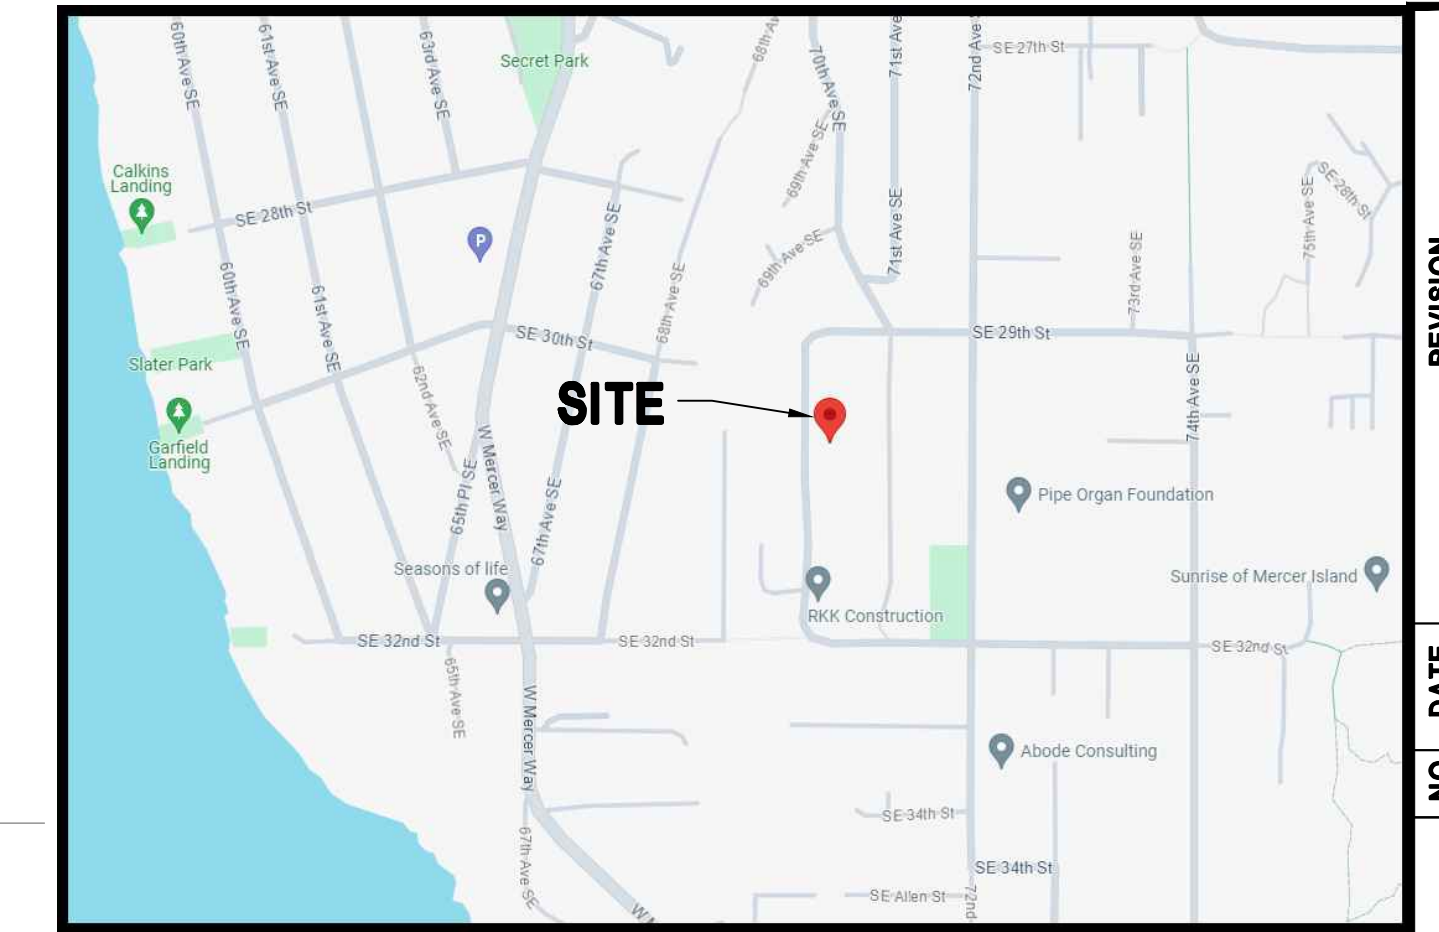 60th Ave SE
61st Ave SE
63rd Ave SE
Secret Park
68th Av
70th Ave SE
71st Ave
72nd Ave
SE 27th St
69th Ave SE
Calkins
Landing
SE 28th St
P
67th Ave SE
71st Ave SE
75th Ave SE
SE 28th St
60th Ave SE
61st Ave SE
68th Ave SE
69th Ave SE
73rd Ave SE
SE 30th St
SE 29th St
Slater Park
62nd Ave SE
SITE
74th Ave SE
Garfield
Landing
65th Pl SE
W Mercer Way
67th Ave SE
Pipe Organ Foundation
Seasons of life
RKK Construction
Sunrise of Mercer Island
SE 32nd St
SE 32nd St
SE 32nd St
65th Ave SE
W Mercer Way
Abode Consulting
67th Ave SE
SE 34th St
SE 34th St
SE Allen St
72nd
W M
REVISION
DATE
NO